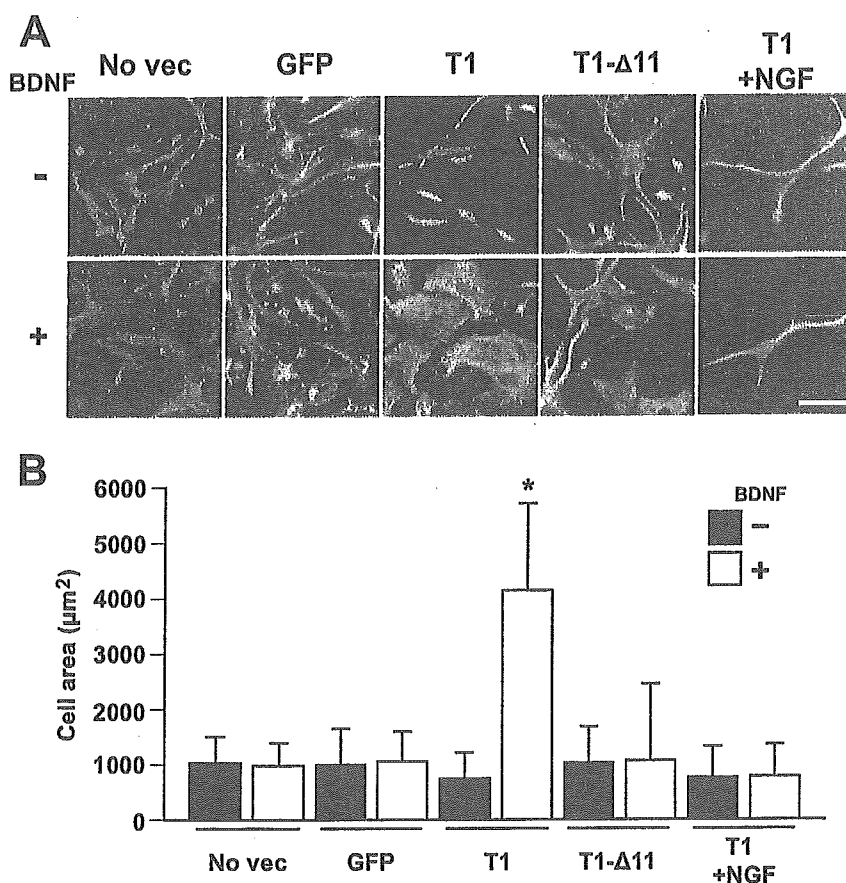 A
BDNF No vec GFP T1 T1-Δ11 T1
+NGF
-
+
B
6000
5000
4000
3000
2000
1000
0
Cell area (µm²)
*
BDNF
−
+
No vec GFP T1 T1-Δ11 T1
+NGF